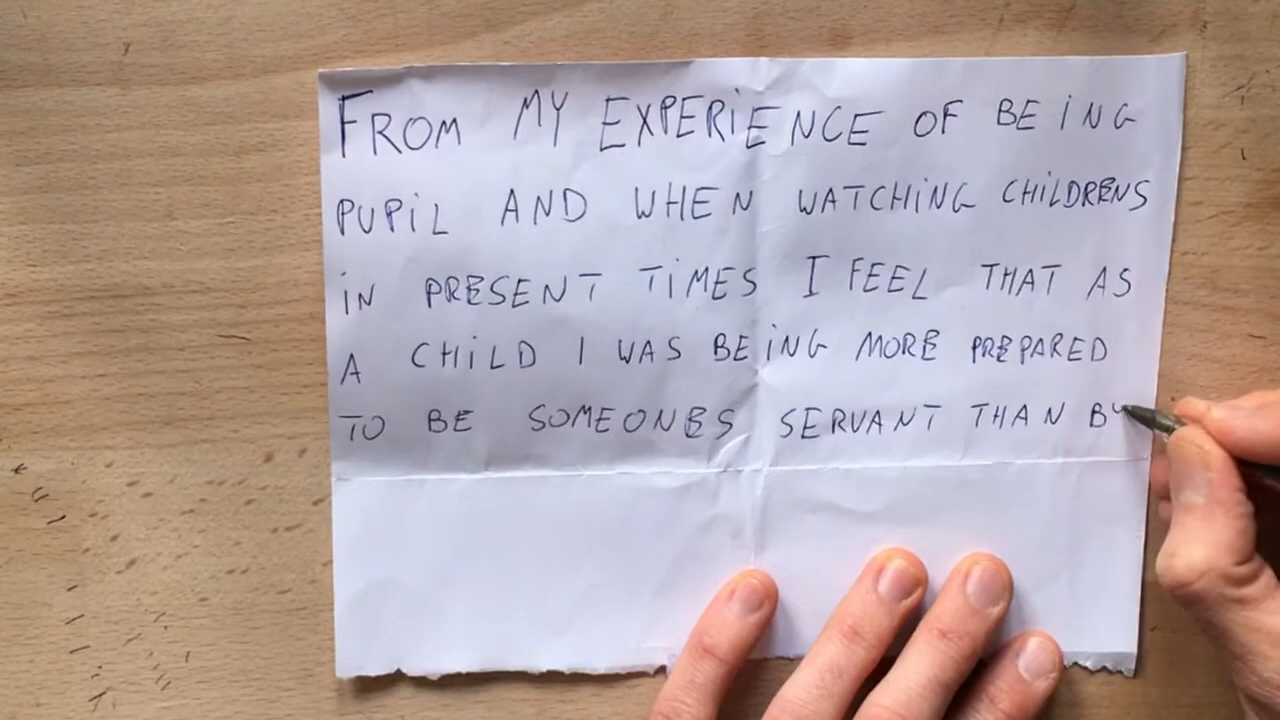 FROM MY EXPERIENCE OF BEING
PUPIL AND WHEN WATCHING CHILDRENS
IN PRESENT TIMES I FEEL THAT AS
A CHILD I WAS BEING MORE PREPARED
TO BE SOMEONES SERVANT THAN